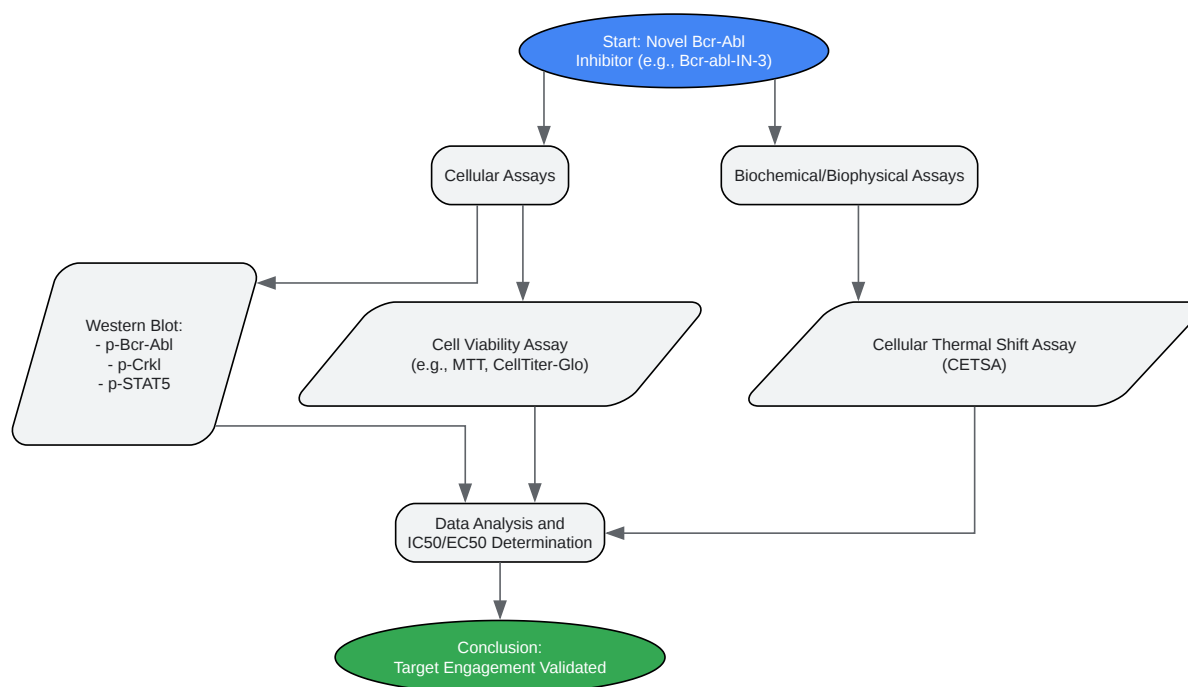 Start: Novel Bcr-Abl
Inhibitor (e.g., Bcr-abl-IN-3)
Cellular Assays
Biochemical/Biophysical Assays
Western Blot:
- p-Bcr-Abl
- p-Crkl
- p-STAT5
Cell Viability Assay
(e.g., MTT, CellTiter-Glo)
Cellular Thermal Shift Assay
(CETSA)
Data Analysis and
IC50/EC50 Determination
Conclusion:
Target Engagement Validated